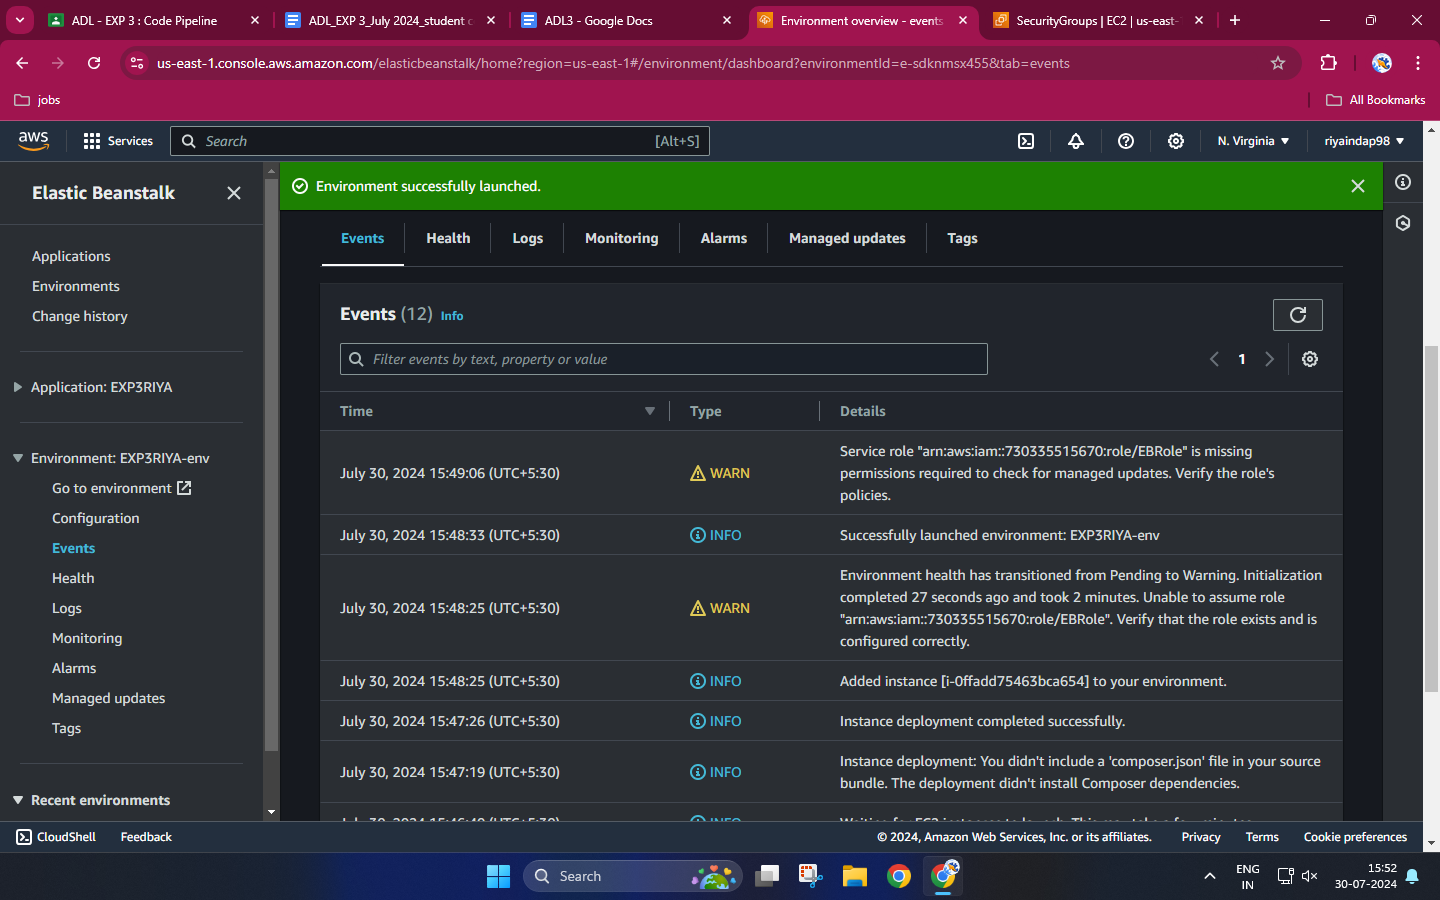 ADL - EXP 3 : Code Pipeline
ADL_EXP 3_July 2024_student c
ADL3 - Google Docs
Environment overview - events
SecurityGroups | EC2 | us-east-
us-east-1.console.aws.amazon.com/elasticbeanstalk/home?region=us-east-1#/environment/dashboard?environmentId=e-sdknmsx455&tab=events
jobs
All Bookmarks
aws
Services
Search
[Alt+S]
N. Virginia
riyaindap98
Elastic Beanstalk
Applications
Environments
Change history
Application: EXP3RIYA
Environment: EXP3RIYA-env
Go to environment
Configuration
Events
Health
Logs
Monitoring
Alarms
Managed updates
Tags
Recent environments
Environment successfully launched.
Events
Health
Logs
Monitoring
Alarms
Managed updates
Tags
Events (12) Info
Filter events by text, property or value
1
Time
Type
Details
July 30, 2024 15:49:06 (UTC+5:30)
WARN
Service role "arn:aws:iam::730335515670:role/EBRole" is missing
permissions required to check for managed updates. Verify the role's
policies.
July 30, 2024 15:48:33 (UTC+5:30)
INFO
Successfully launched environment: EXP3RIYA-env
July 30, 2024 15:48:25 (UTC+5:30)
WARN
Environment health has transitioned from Pending to Warning. Initialization
completed 27 seconds ago and took 2 minutes. Unable to assume role
"arn:aws:iam::730335515670:role/EBRole". Verify that the role exists and is
configured correctly.
July 30, 2024 15:48:25 (UTC+5:30)
INFO
Added instance [i-0ffadd75463bca654] to your environment.
July 30, 2024 15:47:26 (UTC+5:30)
INFO
Instance deployment completed successfully.
July 30, 2024 15:47:19 (UTC+5:30)
INFO
Instance deployment: You didn't include a 'composer.json' file in your source
bundle. The deployment didn't install Composer dependencies.
CloudShell
Feedback
© 2024, Amazon Web Services, Inc. or its affiliates.
Privacy
Terms
Cookie preferences
Search
ENG
IN
15:52
30-07-2024